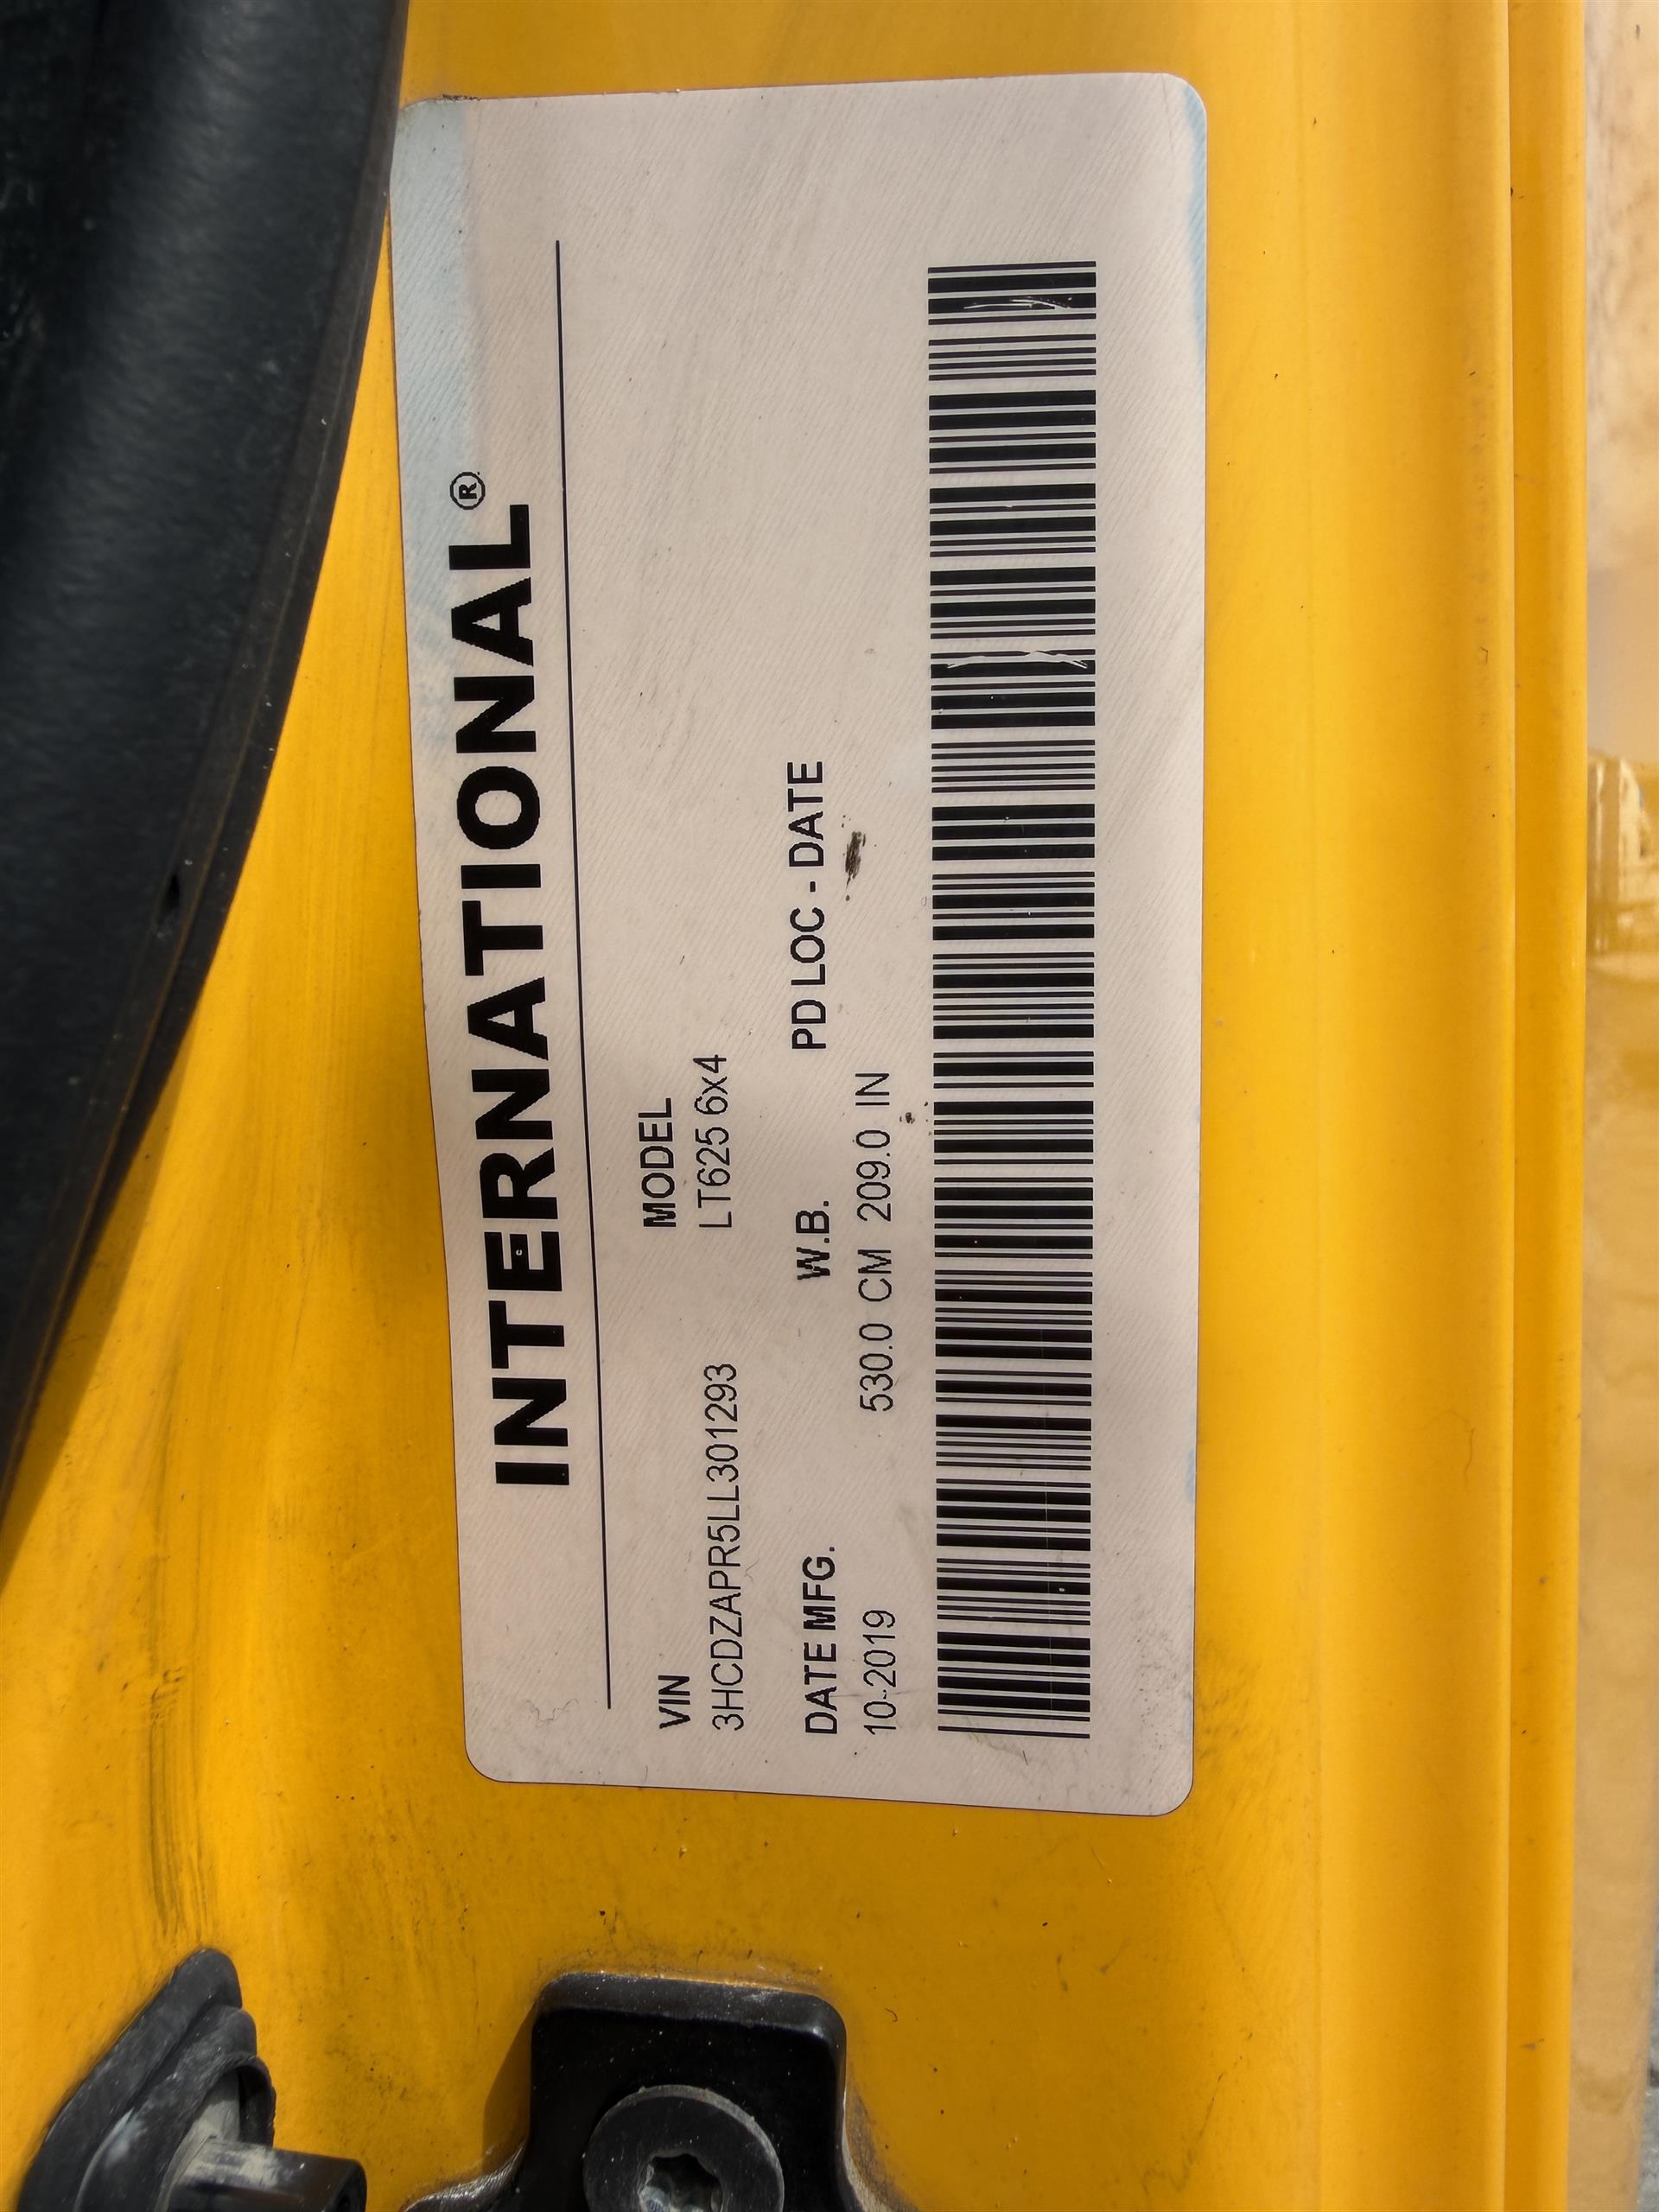 INTERNATIONAL®
VIN MODEL
3HCDZAPR5LL301293 LT625 6x4
DATE MFG. W.B. PD LOC - DATE
10-2019 530.0 CM 209.0 IN